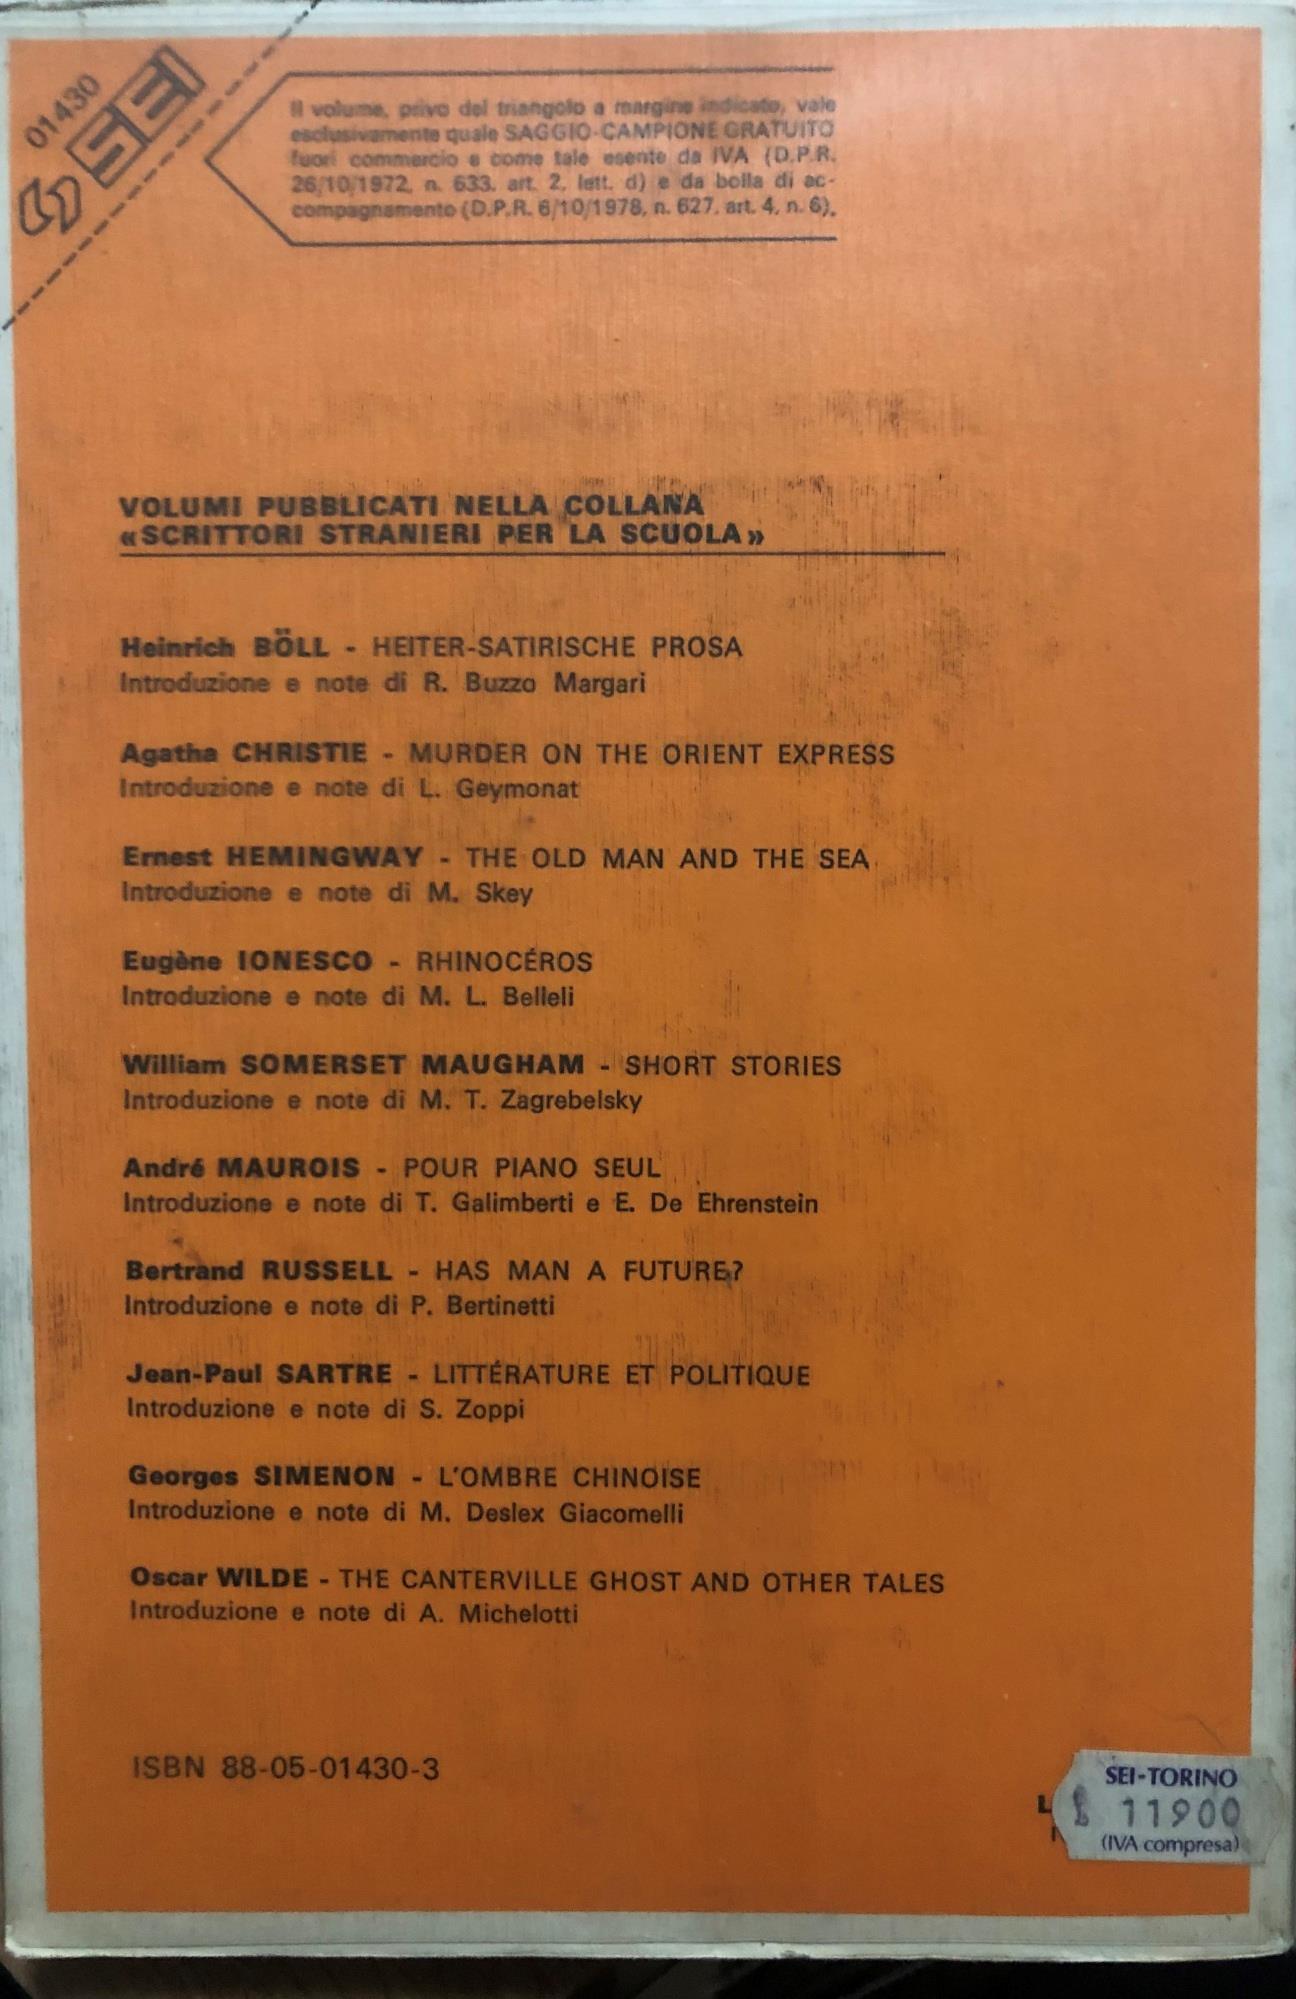 01430
SEI
Il volume, privo del triangolo a margine indicato, vale
esclusivamente quale SAGGIO-CAMPIONE GRATUITO
fuori commercio e come tale esente da IVA (D.P.R.
26/10/1972, n. 633, art. 2, lett. d) e da bolla di ac-
compagnamento (D.P.R. 6/10/1978, n. 627, art. 4, n. 6).
VOLUMI PUBBLICATI NELLA COLLANA
«SCRITTORI STRANIERI PER LA SCUOLA»
Heinrich BÖLL - HEITER-SATIRISCHE PROSA
Introduzione e note di R. Buzzo Margari
Agatha CHRISTIE - MURDER ON THE ORIENT EXPRESS
Introduzione e note di L. Geymonat
Ernest HEMINGWAY - THE OLD MAN AND THE SEA
Introduzione e note di M. Skey
Eugène IONESCO - RHINOCÉROS
Introduzione e note di M. L. Belleli
William SOMERSET MAUGHAM - SHORT STORIES
Introduzione e note di M. T. Zagrebelsky
André MAUROIS - POUR PIANO SEUL
Introduzione e note di T. Galimberti e E. De Ehrenstein
Bertrand RUSSELL - HAS MAN A FUTURE?
Introduzione e note di P. Bertinetti
Jean-Paul SARTRE - LITTÉRATURE ET POLITIQUE
Introduzione e note di S. Zoppi
Georges SIMENON - L'OMBRE CHINOISE
Introduzione e note di M. Deslex Giacomelli
Oscar WILDE - THE CANTERVILLE GHOST AND OTHER TALES
Introduzione e note di A. Michelotti
ISBN 88-05-01430-3
SEI-TORINO
£ 11900
(IVA compresa)